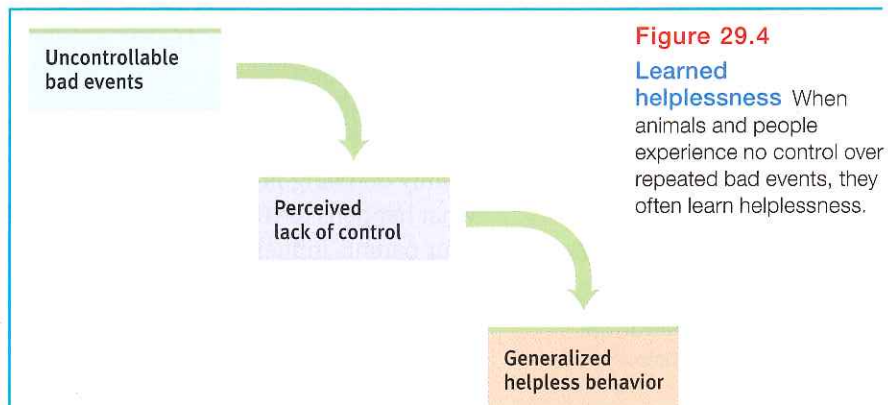 Uncontrollable
bad events
Perceived
lack of control
Generalized
helpless behavior
Figure 29.4
Learned
helplessness When
animals and people
experience no control over
repeated bad events, they
often learn helplessness.